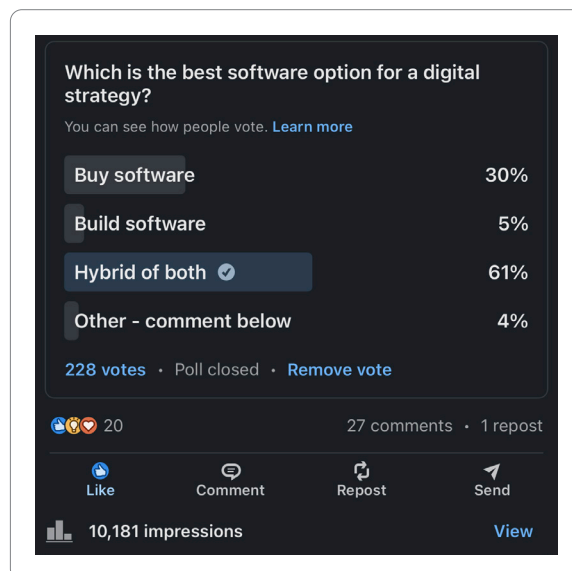 Which is the best software option for a digital
strategy?
You can see how people vote. Learn more
Buy software 30%
Build software 5%
Hybrid of both 61%
Other - comment below 4%
228 votes • Poll closed • Remove vote
20 27 comments • 1 repost
Like Comment Repost Send
10,181 impressions View